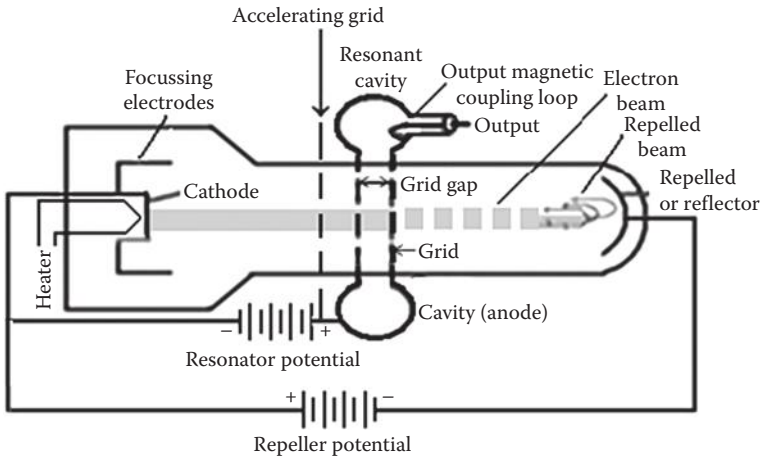 Accelerating grid
Resonant
cavity
Output magnetic
coupling loop
Output
Electron
beam
Repelled
beam
Focussing
electrodes
Cathode
Grid gap
Repelled
or reflector
Heater
Grid
Cavity (anode)
– +
Resonator potential
+ –
Repeller potential